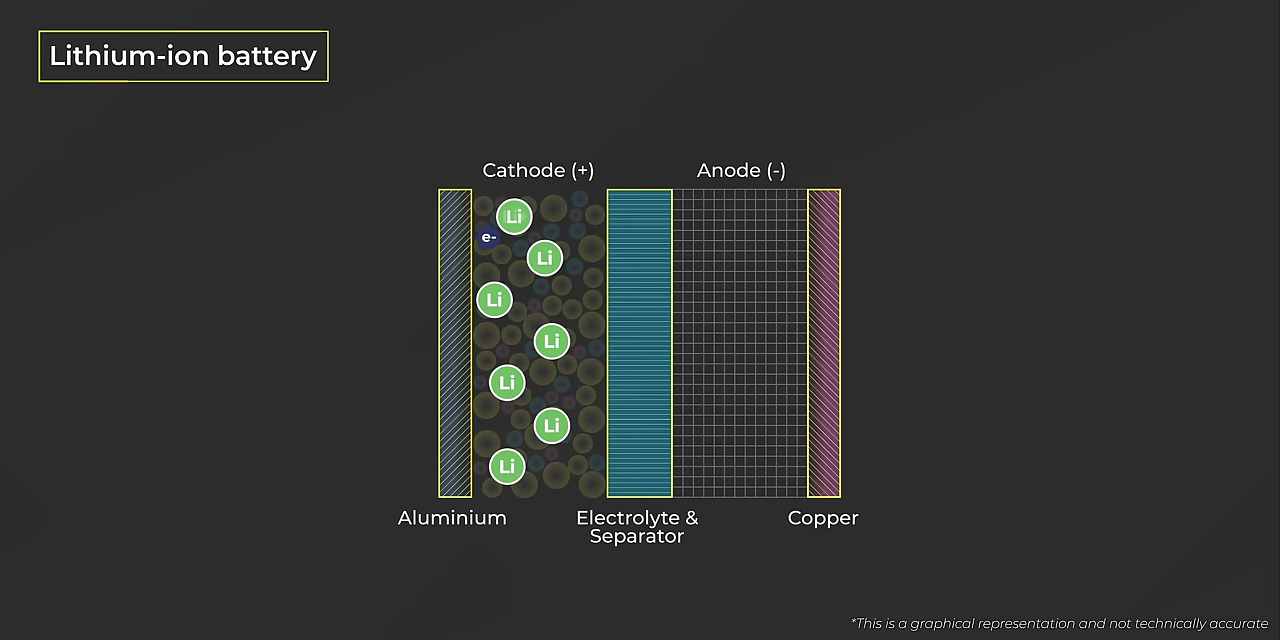 Lithium-ion battery
Cathode (+)
Anode (-)
Li
e-
Li
Li
Li
Li
Li
Li
Aluminium
Electrolyte &
Separator
Copper
*This is a graphical representation and not technically accurate